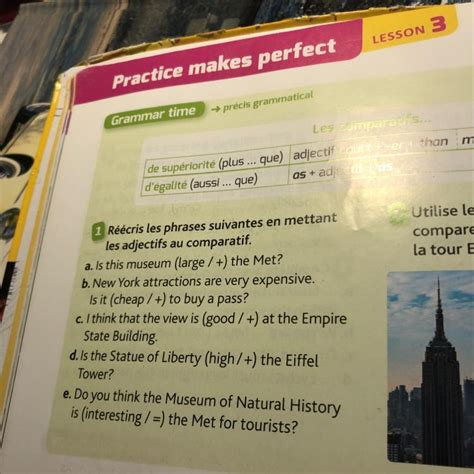 LESSON 3
Practice makes perfect
Grammar time → précis grammatical
Les comparatifs...
de supériorité (plus ... que) adjectif than
d'égalité (aussi ... que) as + as
1 Réécris les phrases suivantes en mettant
les adjectifs au comparatif.
a. Is this museum (large / +) the Met?
b. New York attractions are very expensive.
Is it (cheap / +) to buy a pass?
c. I think that the view is (good / +) at the Empire
State Building.
d. Is the Statue of Liberty (high / +) the Eiffel
Tower?
e. Do you think the Museum of Natural History
is (interesting / =) the Met for tourists?
Utilise le
compare
la tour E